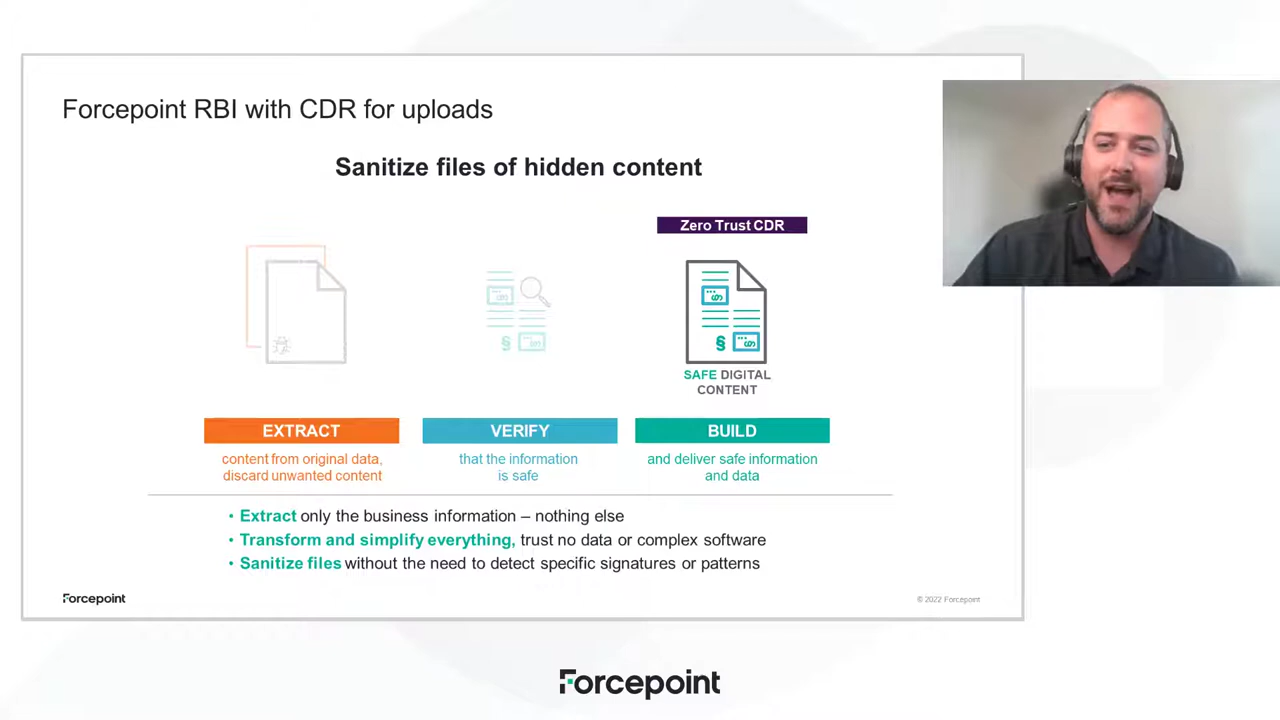 Forcepoint RBI with CDR for uploads
Sanitize files of hidden content
Zero Trust CDR
SAFE DIGITAL
CONTENT
EXTRACT
content from original data,
discard unwanted content
VERIFY
that the information
is safe
BUILD
and deliver safe information
and data
• Extract only the business information – nothing else
• Transform and simplify everything, trust no data or complex software
• Sanitize files without the need to detect specific signatures or patterns
Forcepoint
© 2022 Forcepoint
Forcepoint